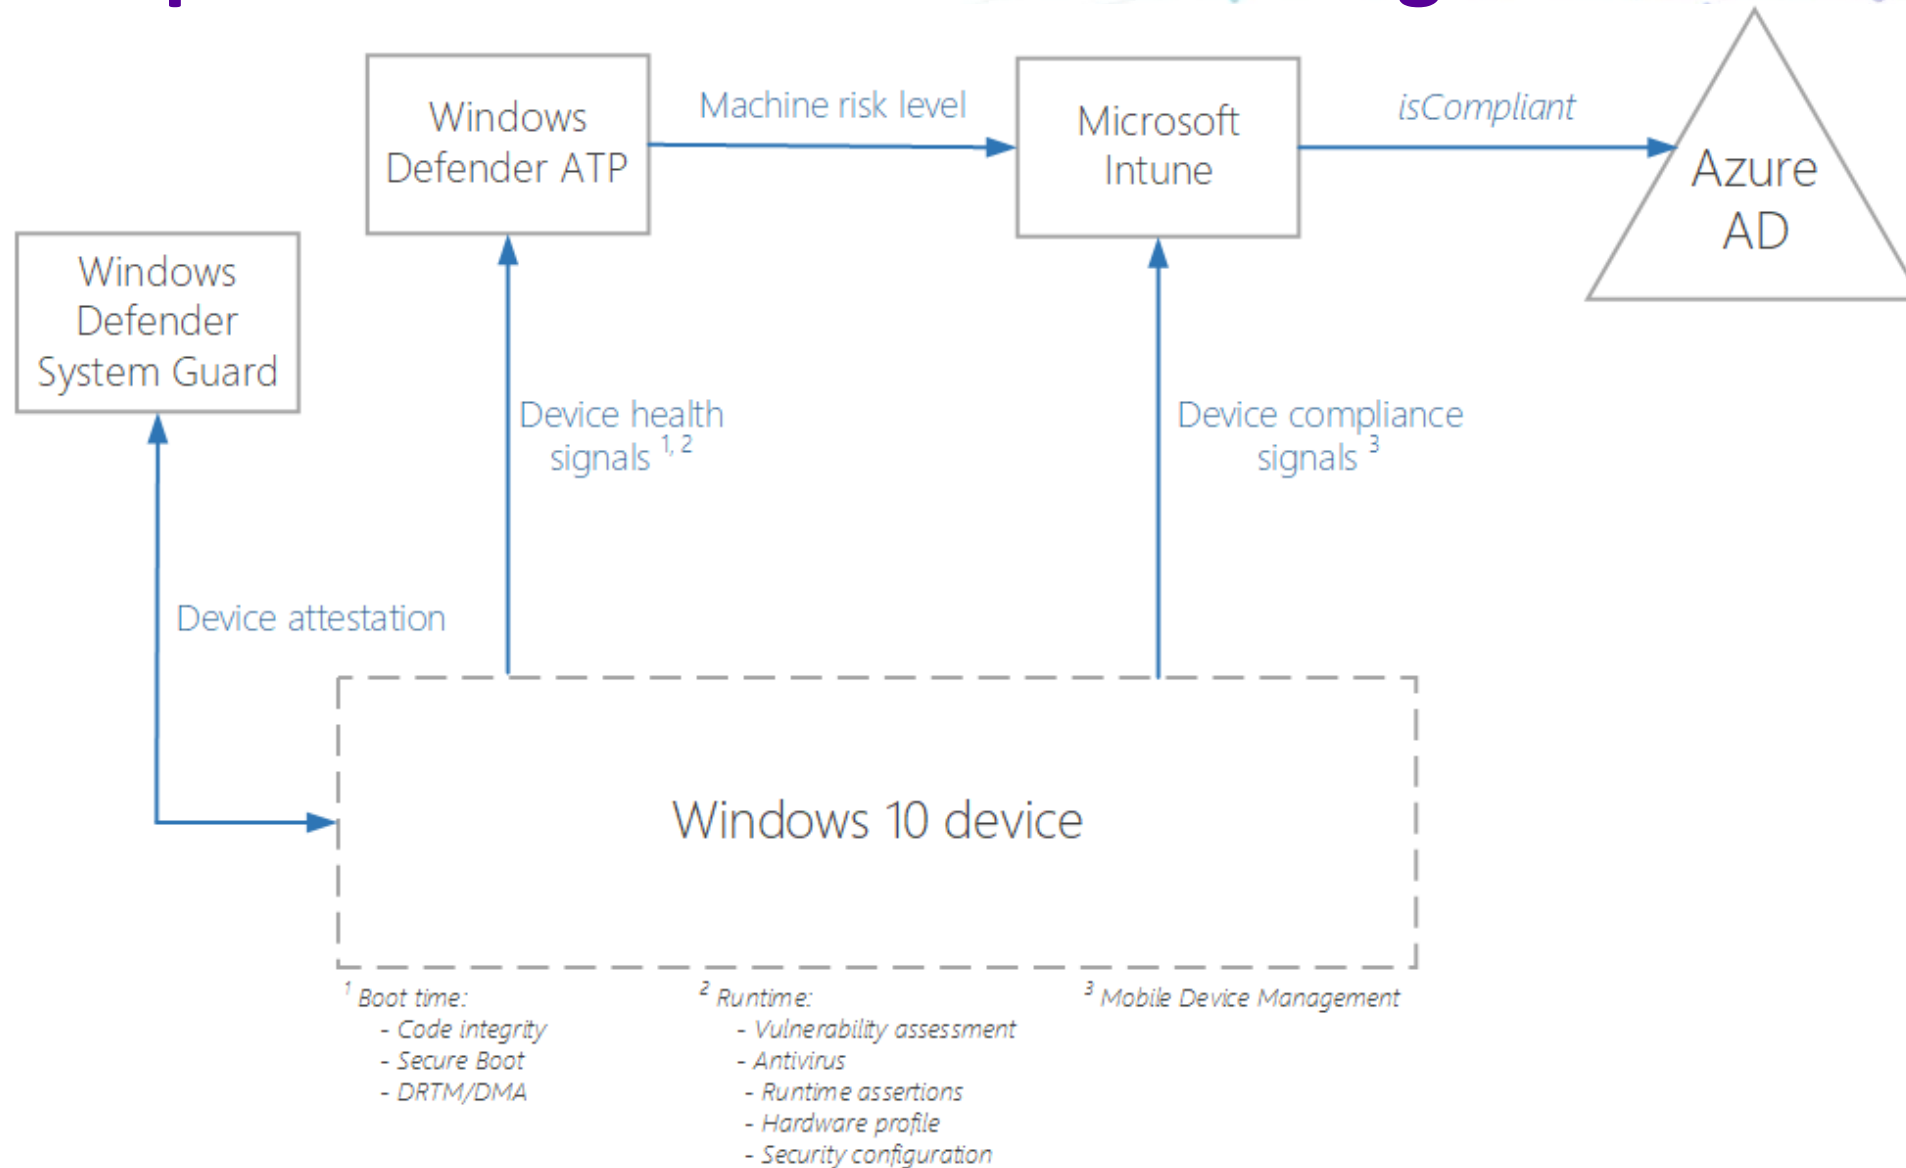 Windows
Defender ATP
Machine risk level
Microsoft
Intune
isCompliant
Azure
AD
Windows
Defender
System Guard
Device health
signals 1, 2
Device compliance
signals 3
Device attestation
Windows 10 device
1 Boot time:
- Code integrity
- Secure Boot
- DRTM/DMA
2 Runtime:
- Vulnerability assessment
- Antivirus
- Runtime assertions
- Hardware profile
- Security configuration
3 Mobile Device Management